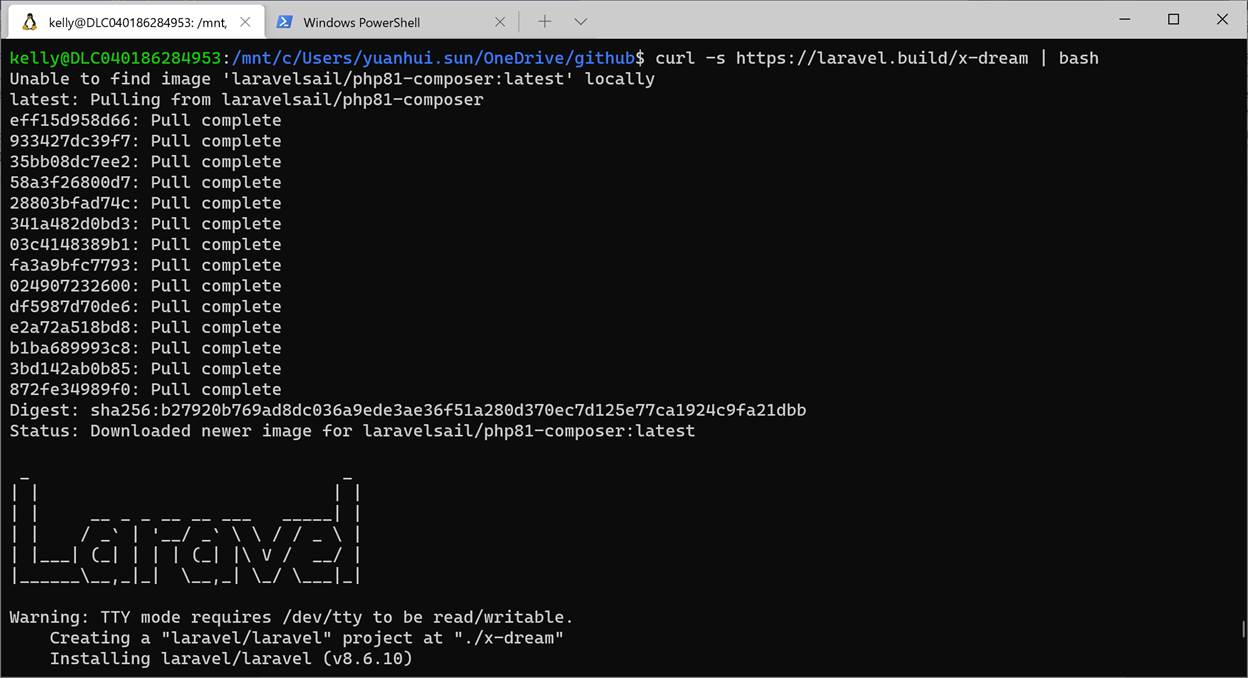 kelly@DLC040186284953: /mnt,
Windows PowerShell
kelly@DLC040186284953:/mnt/c/Users/yuanhui.sun/OneDrive/github$ curl -s https://laravel.build/x-dream | bash
Unable to find image 'laravelsail/php81-composer:latest' locally
latest: Pulling from laravelsail/php81-composer
eff15d958d66: Pull complete
933427dc39f7: Pull complete
35bb08dc7ee2: Pull complete
58a3f26800d7: Pull complete
28803bfad74c: Pull complete
341a482d0bd3: Pull complete
03c4148389b1: Pull complete
fa3a9bfc7793: Pull complete
024907232600: Pull complete
df5987d70de6: Pull complete
e2a72a518bd8: Pull complete
b1ba689993c8: Pull complete
3bd142ab0b85: Pull complete
872fe34989f0: Pull complete
Digest: sha256:b27920b769ad8dc036a9ede3ae36f51a280d370ec7d125e77ca1924c9fa21dbb
Status: Downloaded newer image for laravelsail/php81-composer:latest
Laravel
Warning: TTY mode requires /dev/tty to be read/writable.
Creating a "laravel/laravel" project at "./x-dream"
Installing laravel/laravel (v8.6.10)